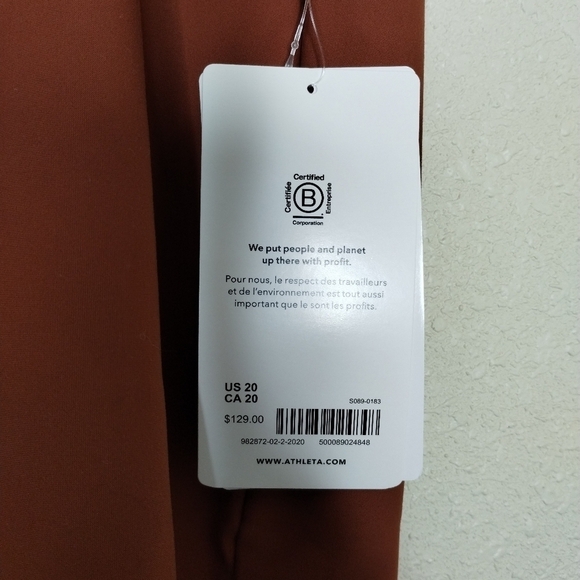 Certified
Certifiée
B
Entreprise
Corporation
We put people and planet
up there with profit.
Pour nous, le respect des travailleurs
et de l'environnement est tout aussi
important que le sont les profits.
US 20
CA 20
S089-0183
$129.00
982872-02-2-2020 500089024848
WWW.ATHLETA.COM